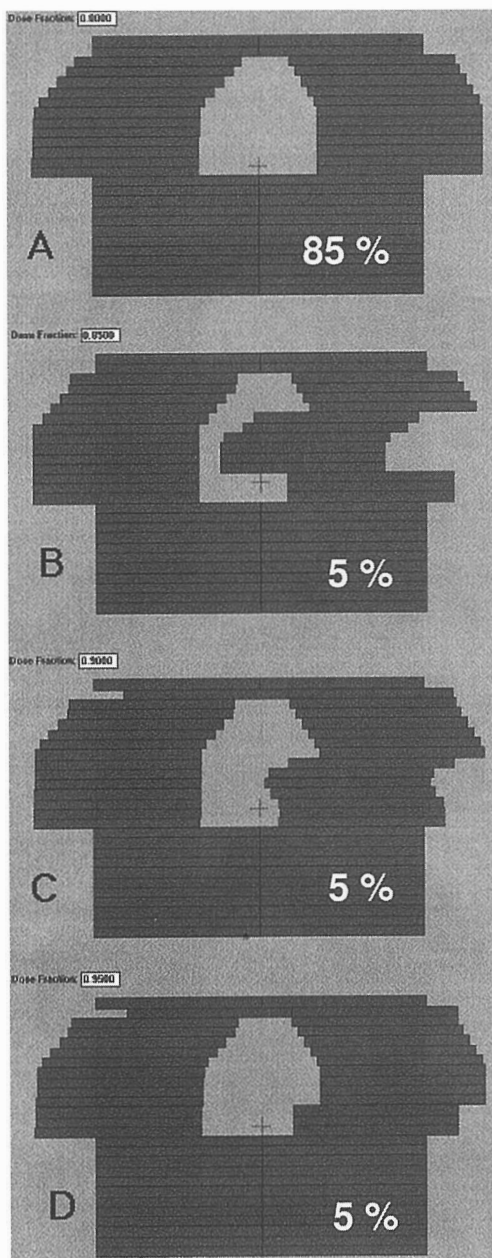 Dose Fraction: 0.8000
A
85 %
Dose Fraction: 0.8500
B
5 %
Dose Fraction: 0.9000
C
5 %
Dose Fraction: 0.9500
D
5 %